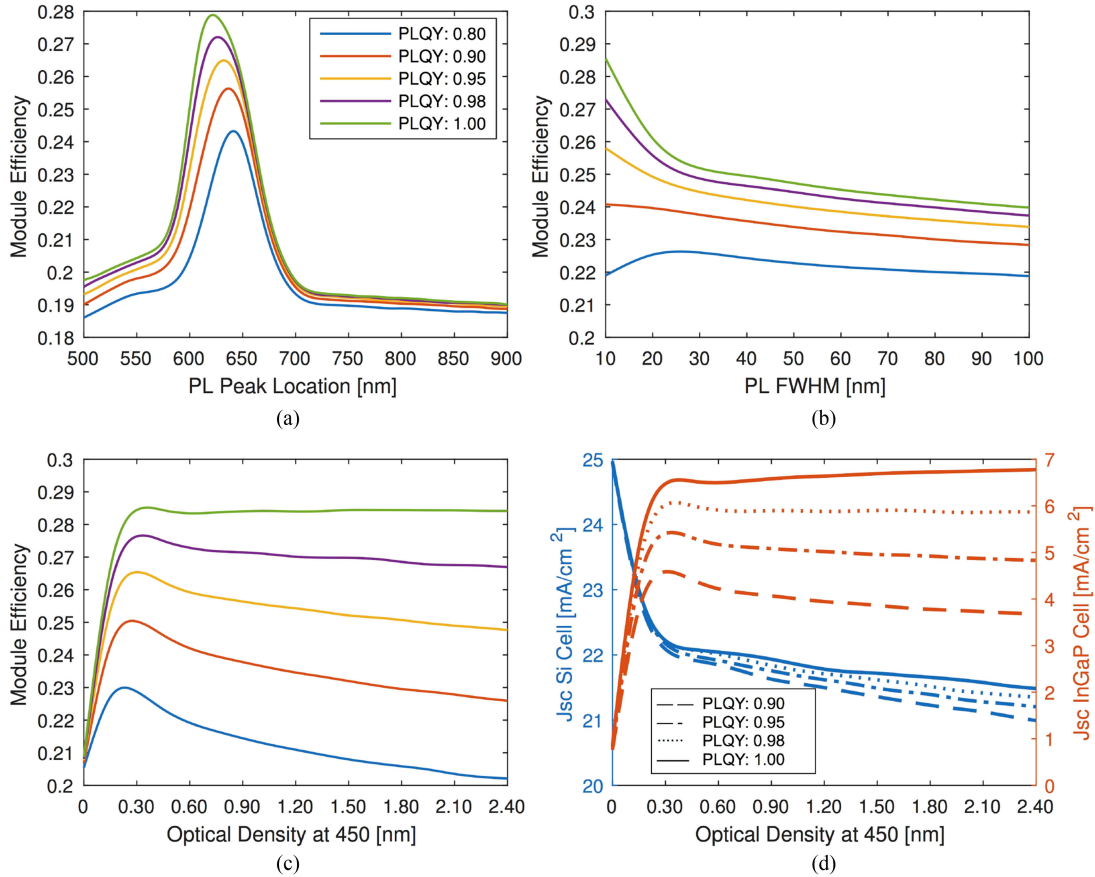 0.28
0.27
0.26
0.25
0.24
0.23
0.22
0.21
0.2
0.19
0.18
Module Efficiency
PLQY: 0.80
PLQY: 0.90
PLQY: 0.95
PLQY: 0.98
PLQY: 1.00
500 550 600 650 700 750 800 850 900
PL Peak Location [nm]
(a)
0.3
0.29
0.28
0.27
0.26
0.25
0.24
0.23
0.22
0.21
0.2
Module Efficiency
10 20 30 40 50 60 70 80 90 100
PL FWHM [nm]
(b)
0.3
0.29
0.28
0.27
0.26
0.25
0.24
0.23
0.22
0.21
0.2
Module Efficiency
0 0.30 0.60 0.90 1.20 1.50 1.80 2.10 2.40
Optical Density at 450 [nm]
(c)
25
24
23
22
21
20
Jsc Si Cell [mA/cm²]
PLQY: 0.90
PLQY: 0.95
PLQY: 0.98
PLQY: 1.00
7
6
5
4
3
2
1
0
Jsc InGaP Cell [mA/cm²]
0 0.30 0.60 0.90 1.20 1.50 1.80 2.10 2.40
Optical Density at 450 [nm]
(d)